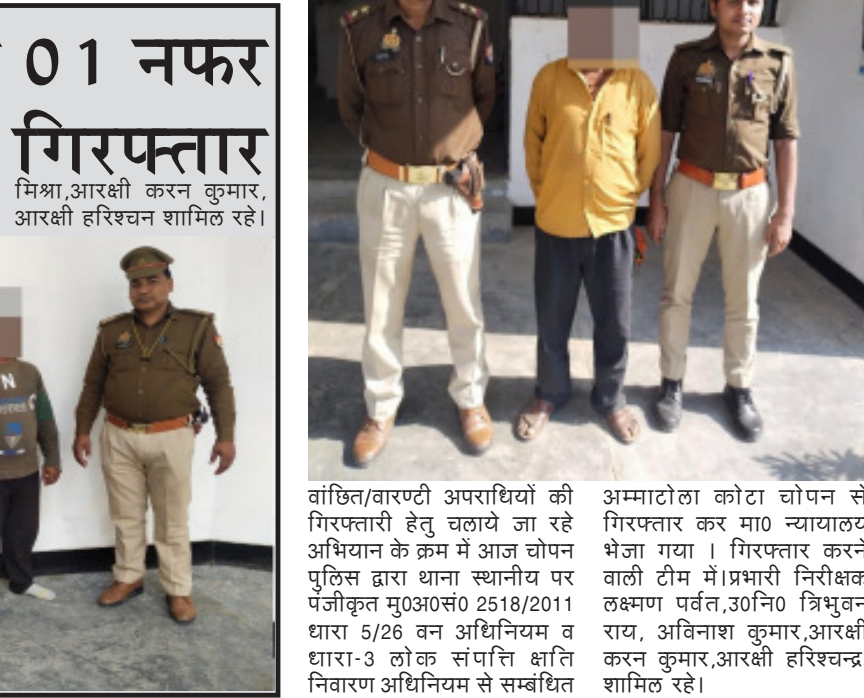 01 नफर
गिरफ्तार
मिश्रा,आरक्षी करन कुमार,
आरक्षी हरिश्चन शामिल रहे।
N
वांछित/वारण्टी अपराधियों की
गिरफ्तारी हेतु चलाये जा रहे
अभियान के क्रम में आज चोपन
पुलिस द्वारा थाना स्थानीय पर
पंजीकृत मु0अ0सं0 2518/2011
धारा 5/26 वन अधिनियम व
धारा-3 लोक संपत्ति क्षाति
निवारण अधिनियम से सम्बंधित
अम्माटोला कोटा चोपन से
गिरफ्तार कर मा0 न्यायालय
भेजा गया । गिरफ्तार करने
वाली टीम में।प्रभारी निरीक्षक
लक्ष्मण पर्वत,उ0नि0 त्रिभुवन
राय, अविनाश कुमार,आरक्षी
करन कुमार,आरक्षी हरिश्चन्द्र
शामिल रहे।